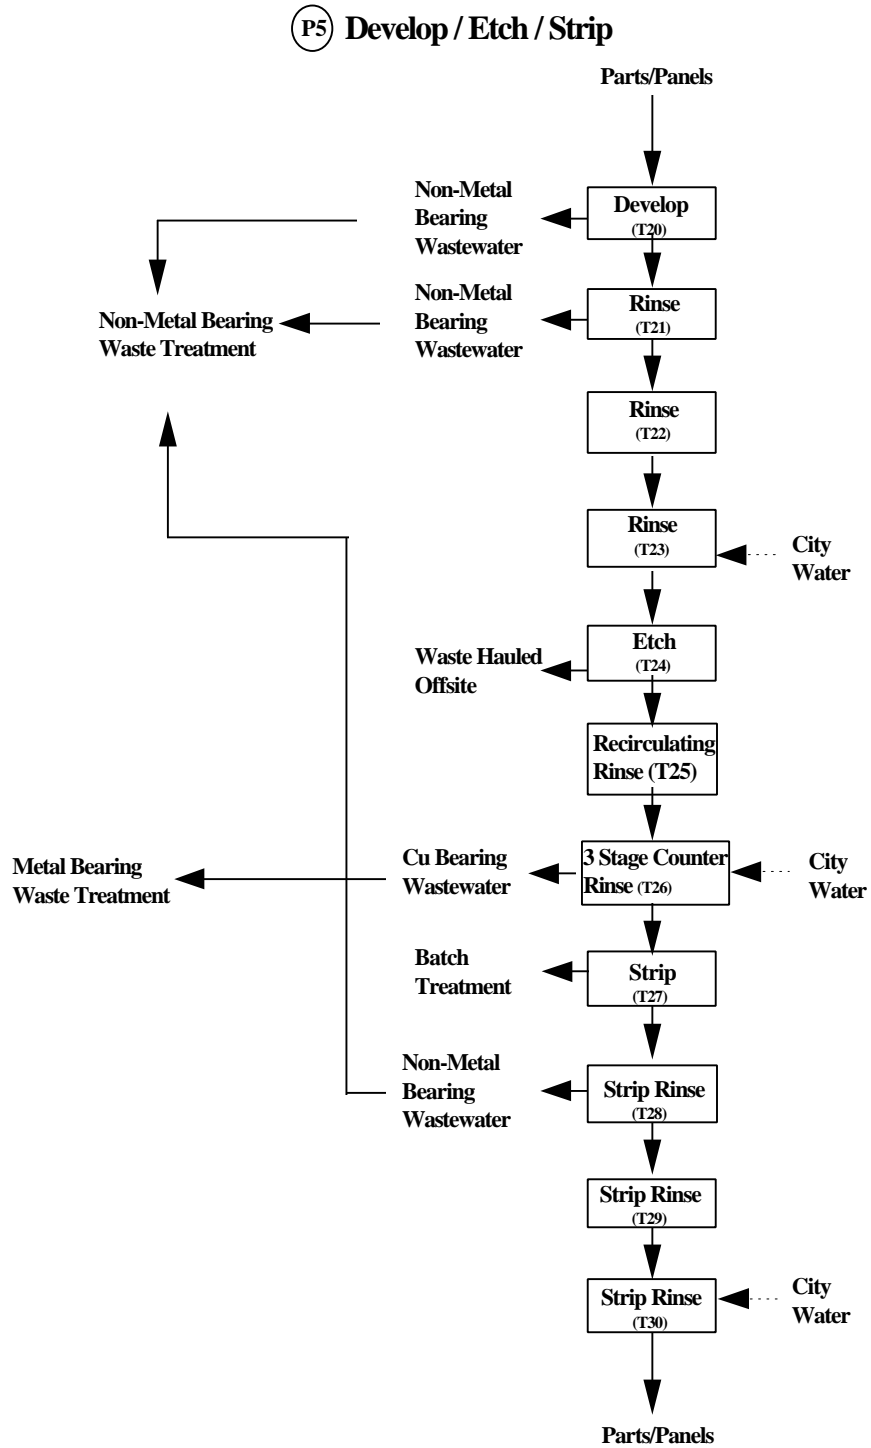 P5 Develop / Etch / Strip
Parts/Panels
Non-Metal
Bearing
Wastewater
Develop
(T20)
Non-Metal Bearing
Waste Treatment
Non-Metal
Bearing
Wastewater
Rinse
(T21)
Rinse
(T22)
Rinse
(T23)
City
Water
Waste Hauled
Offsite
Etch
(T24)
Recirculating
Rinse (T25)
Metal Bearing
Waste Treatment
Cu Bearing
Wastewater
3 Stage Counter
Rinse (T26)
City
Water
Batch
Treatment
Strip
(T27)
Non-Metal
Bearing
Wastewater
Strip Rinse
(T28)
Strip Rinse
(T29)
Strip Rinse
(T30)
City
Water
Parts/Panels